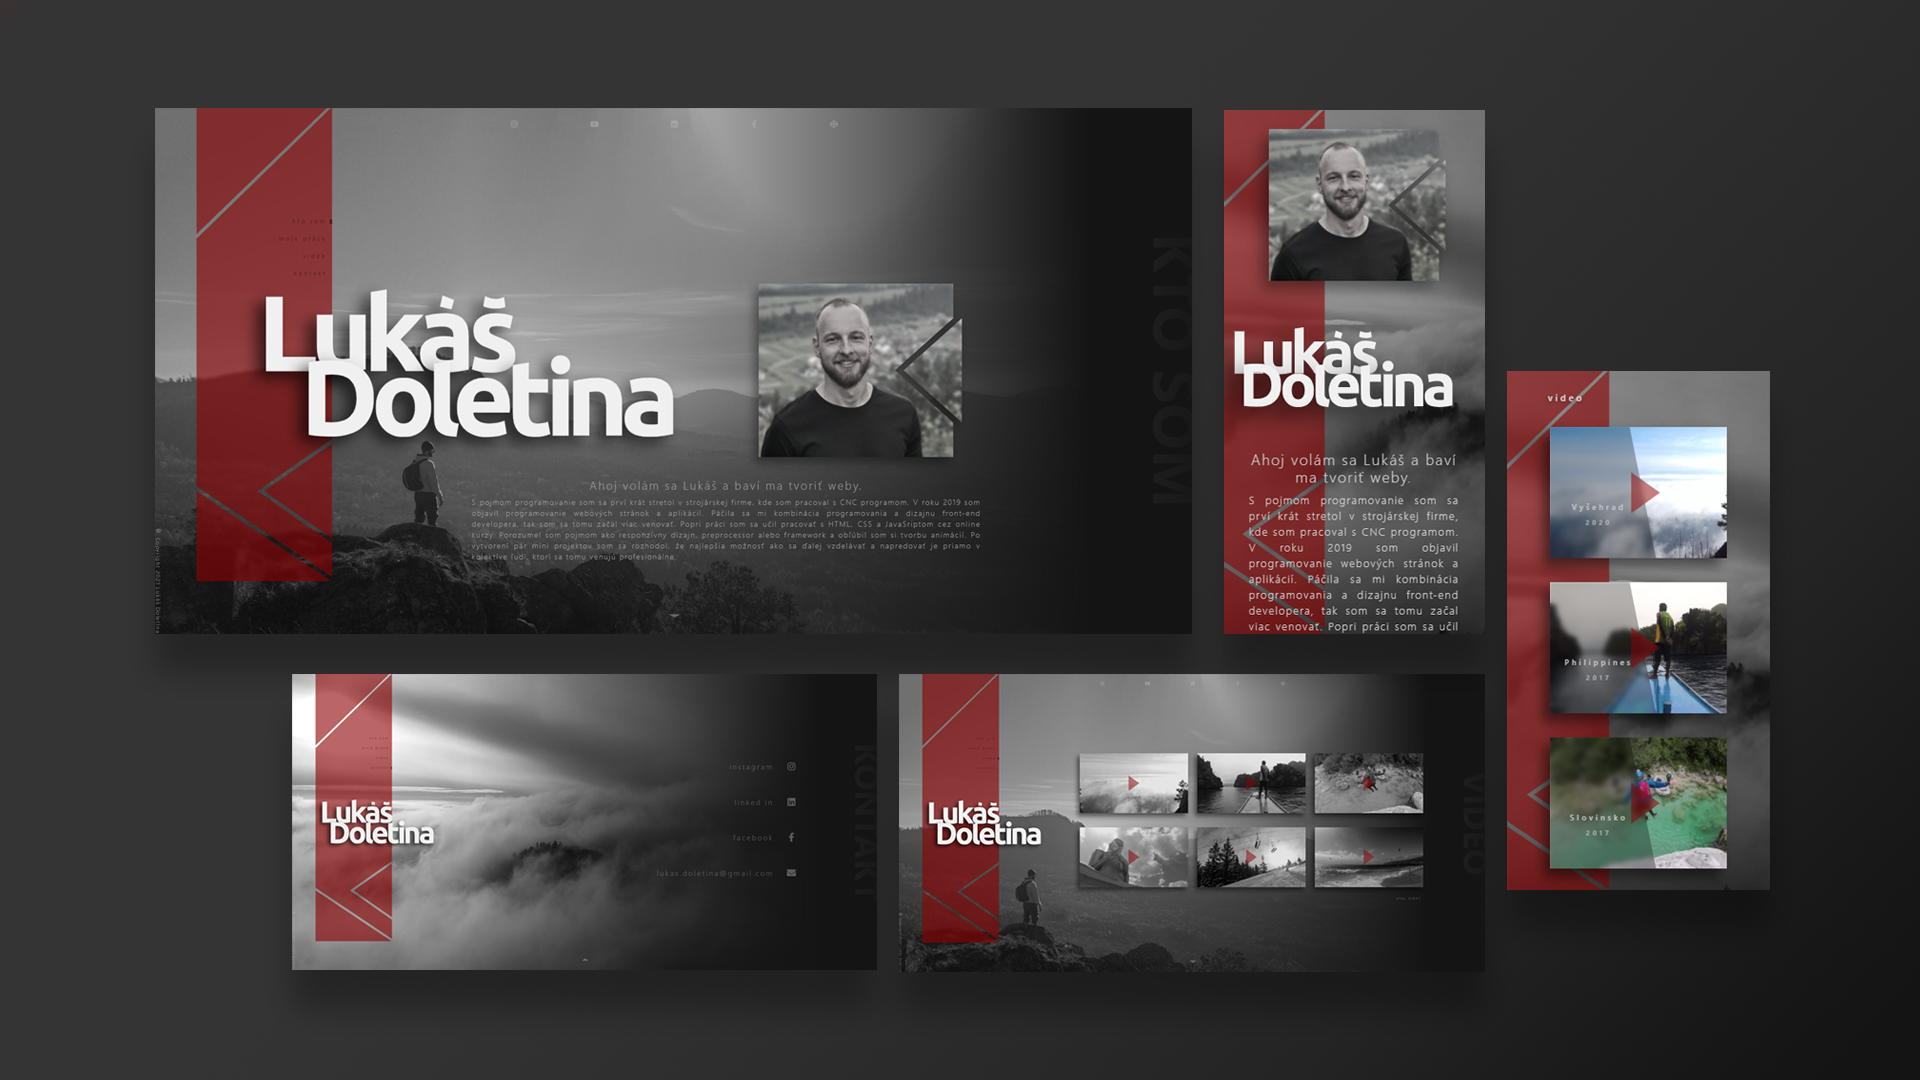 kto som
moje práce
video
kontakt
Lukáš
Doletina
KTO SOM
Ahoj volám sa Lukáš a baví ma tvoriť weby.
S pojmom programovanie som sa prví krát stretol v strojárskej firme, kde som pracoval s CNC programom. V roku 2019 som
objavil programovanie webových stránok a aplikácií. Páčila sa mi kombinácia programovania a dizajnu front-end
developera, tak som sa tomu začal viac venovať. Popri práci som sa učil pracovať s HTML, CSS a JavaSriptom cez online
kurzy. Porozumel som pojmom ako responzívny dizajn, preprocessor alebo framework a obľúbil som si tvorbu animácií. Po
vytvorení pár mini projektov som sa rozhodol, že najlepšia možnosť ako sa ďalej vzdelávať a napredovať je priamo v
kolektíve ľudí, ktorí sa tomu venujú profesionálne.
© Copyright 2021 Lukáš Doletina
Lukáš
Doletina
Ahoj volám sa Lukáš a baví
ma tvoriť weby.
S pojmom programovanie som sa
prví krát stretol v strojárskej firme,
kde som pracoval s CNC programom.
V roku 2019 som objavil
programovanie webových stránok a
aplikácií. Páčila sa mi kombinácia
programovania a dizajnu front-end
developera, tak som sa tomu začal
viac venovať. Popri práci som sa učil
video
Vyšehrad
2020
Philippines
2017
Slovinsko
2017
Lukáš
Doletina
instagram
linked in
facebook
lukas.doletina@gmail.com
KONTAKT
Lukáš
Doletina
VIDEO